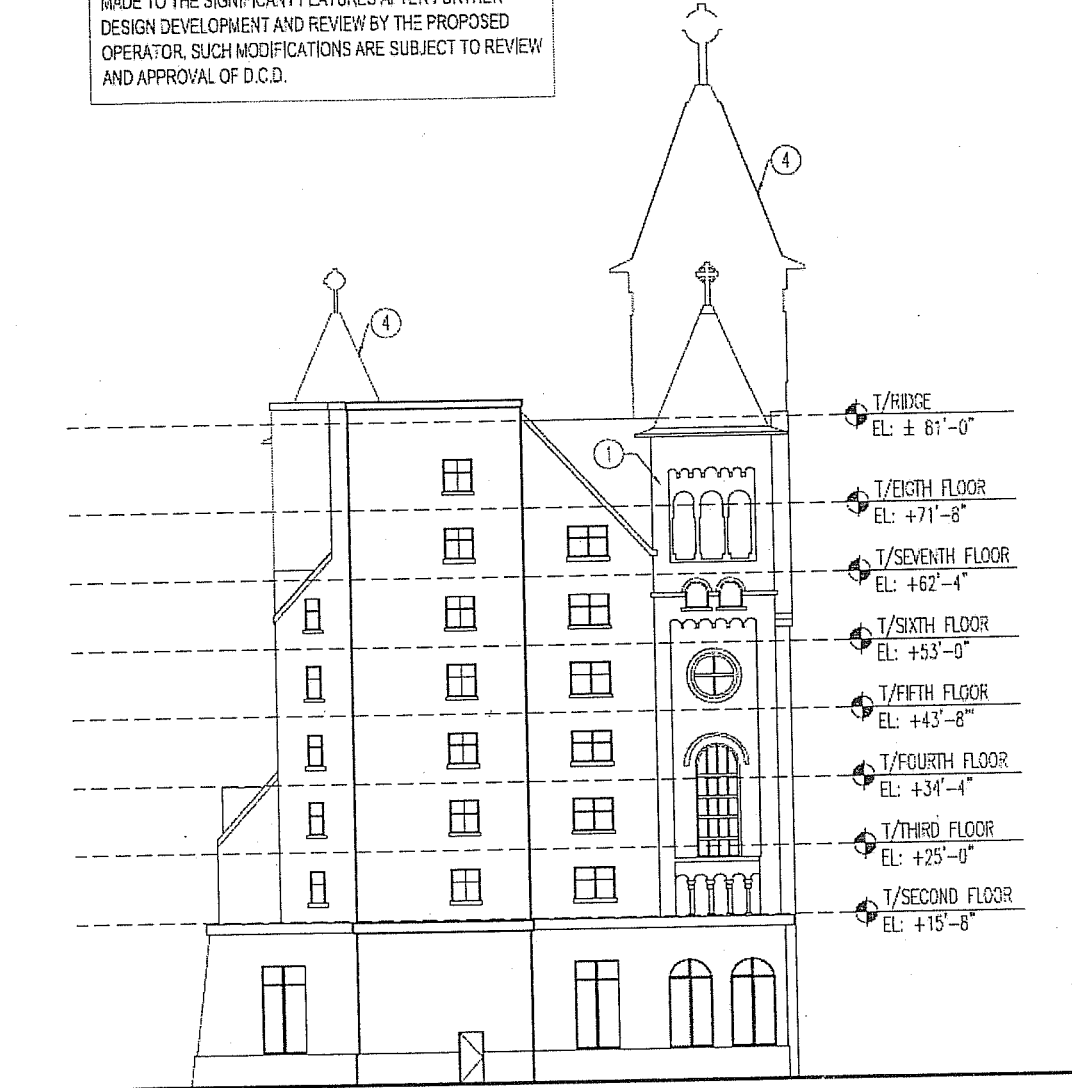 MADE TO THE SIGNIFICANT FEATURES AFTER FURTHER
DESIGN DEVELOPMENT AND REVIEW BY THE PROPOSED
OPERATOR, SUCH MODIFICATIONS ARE SUBJECT TO REVIEW
AND APPROVAL OF D.C.D.
4
4
T/RIDGE
EL: ± 81'-0"
1
T/EIGTH FLOOR
EL: +71'-8"
T/SEVENTH FLOOR
EL: +62'-4"
T/SIXTH FLOOR
EL: +53'-0"
T/FIFTH FLOOR
EL: +43'-8"
T/FOURTH FLOOR
EL: +34'-4"
T/THIRD FLOOR
EL: +25'-0"
T/SECOND FLOOR
EL: +15'-8"